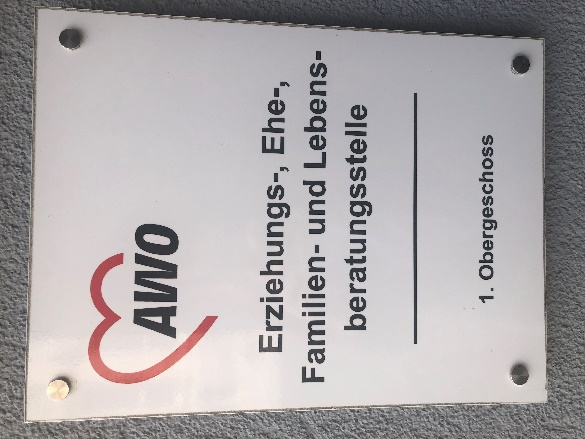 AWO
Erziehungs-, Ehe-,
Familien- und Lebens-
beratungsstelle
1. Obergeschoss